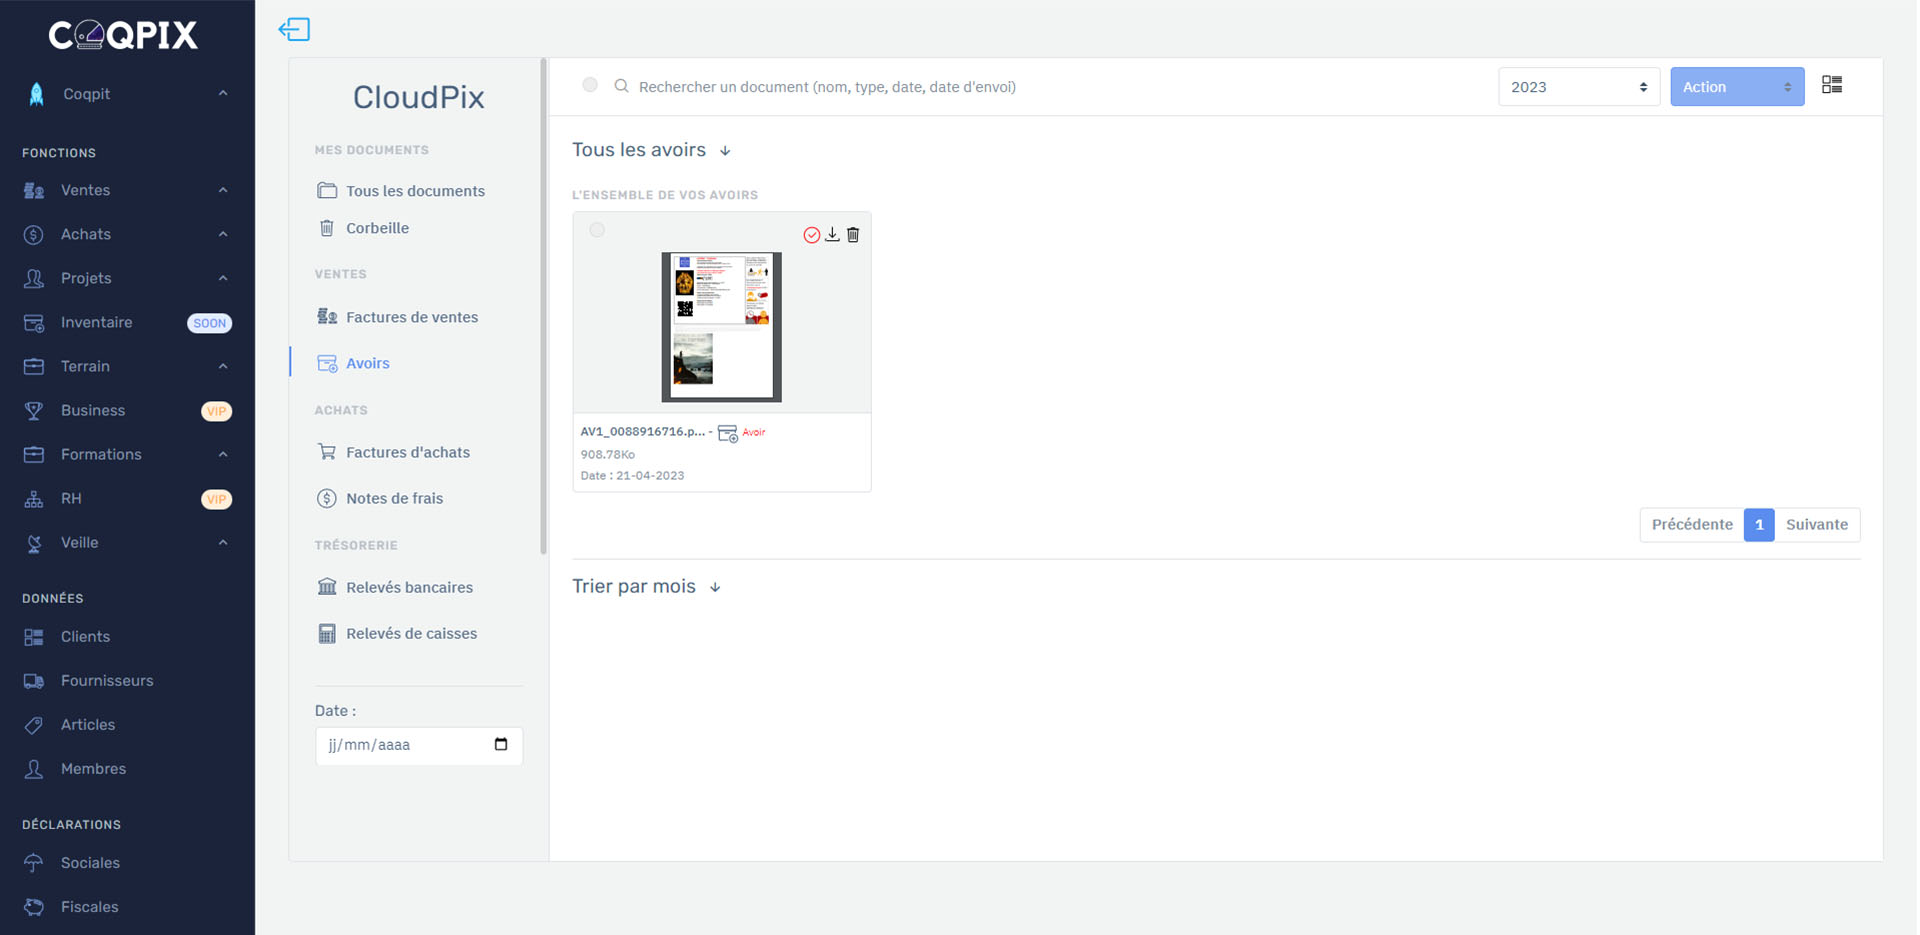 COQPIX
Coqpit
FONCTIONS
Ventes
Achats
Projets
Inventaire SOON
Terrain
Business VIP
Formations
RH VIP
Veille
DONNÉES
Clients
Fournisseurs
Articles
Membres
DÉCLARATIONS
Sociales
Fiscales
CloudPix
MES DOCUMENTS
Tous les documents
Corbeille
VENTES
Factures de ventes
Avoirs
ACHATS
Factures d'achats
Notes de frais
TRÉSORERIE
Relevés bancaires
Relevés de caisses
Date :
jj/mm/aaaa
Rechercher un document (nom, type, date, date d'envoi)
2023
Action
Tous les avoirs
L'ENSEMBLE DE VOS AVOIRS
AV1_0088916716.p... - Avoir
908.78Ko
Date : 21-04-2023
Précédente 1 Suivante
Trier par mois